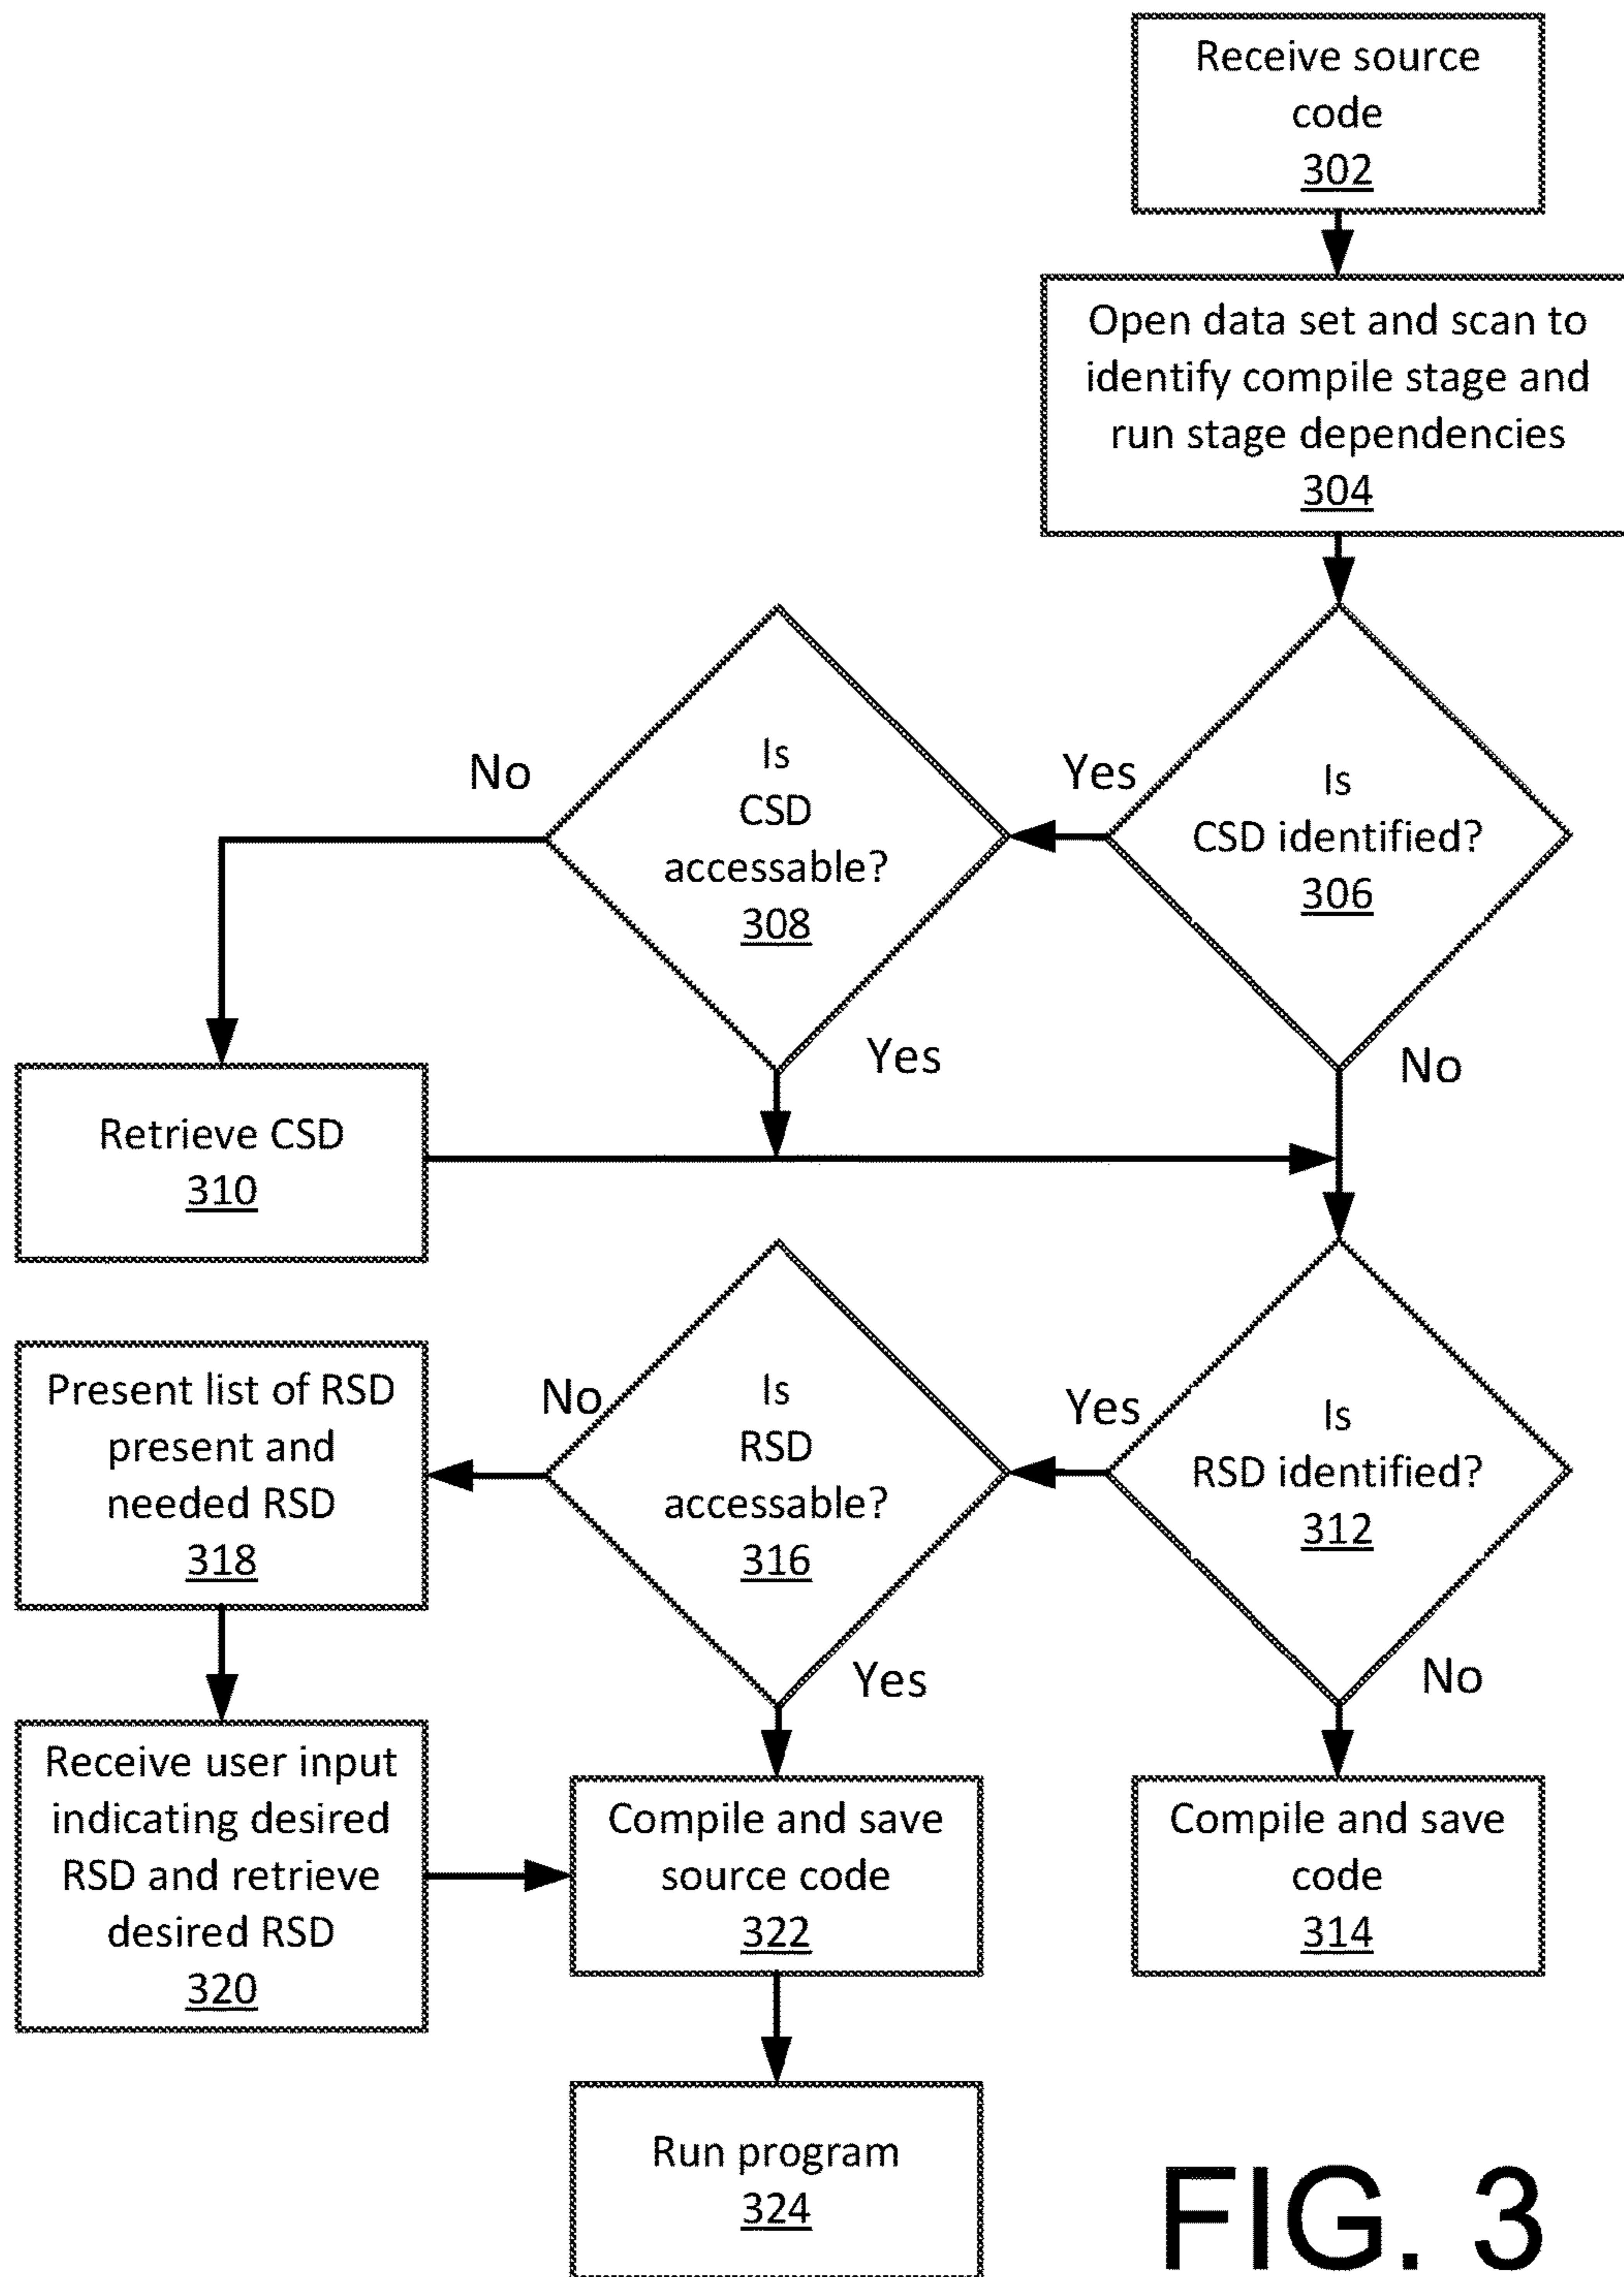 Receive source
code
302
Open data set and scan to
identify compile stage and
run stage dependencies
304
Is
CSD identified?
306
Yes
No
Is
CSD
accessable?
308
No
Yes
Retrieve CSD
310
Is
RSD identified?
312
Yes
No
Is
RSD
accessable?
316
No
Yes
Present list of RSD
present and
needed RSD
318
Receive user input
indicating desired
RSD and retrieve
desired RSD
320
Compile and save
source code
322
Compile and save
code
314
Run program
324
FIG. 3